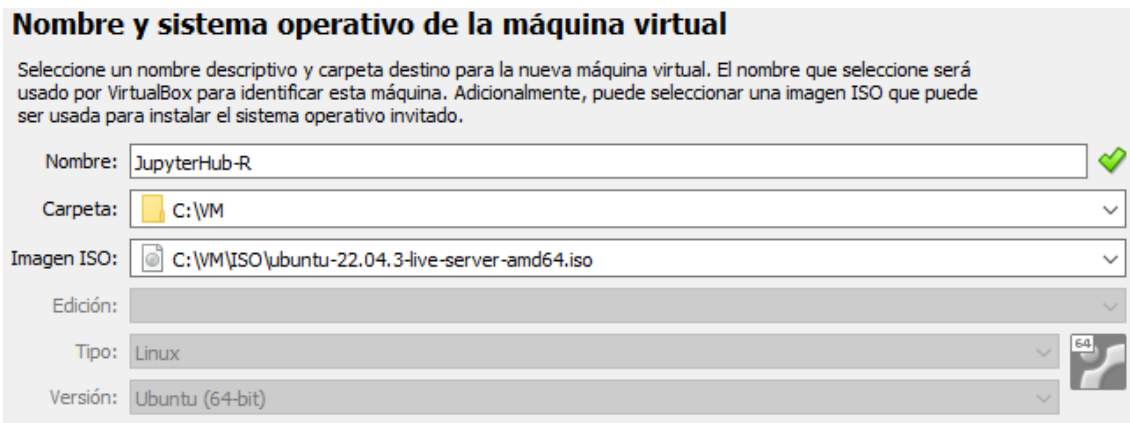 Nombre y sistema operativo de la máquina virtual
Seleccione un nombre descriptivo y carpeta destino para la nueva máquina virtual. El nombre que seleccione será
usado por VirtualBox para identificar esta máquina. Adicionalmente, puede seleccionar una imagen ISO que puede
ser usada para instalar el sistema operativo invitado.
Nombre: JupyterHub-R
Carpeta: C:\VM
Imagen ISO: C:\VM\ISO\ubuntu-22.04.3-live-server-amd64.iso
Edición:
Tipo: Linux
64
Versión: Ubuntu (64-bit)